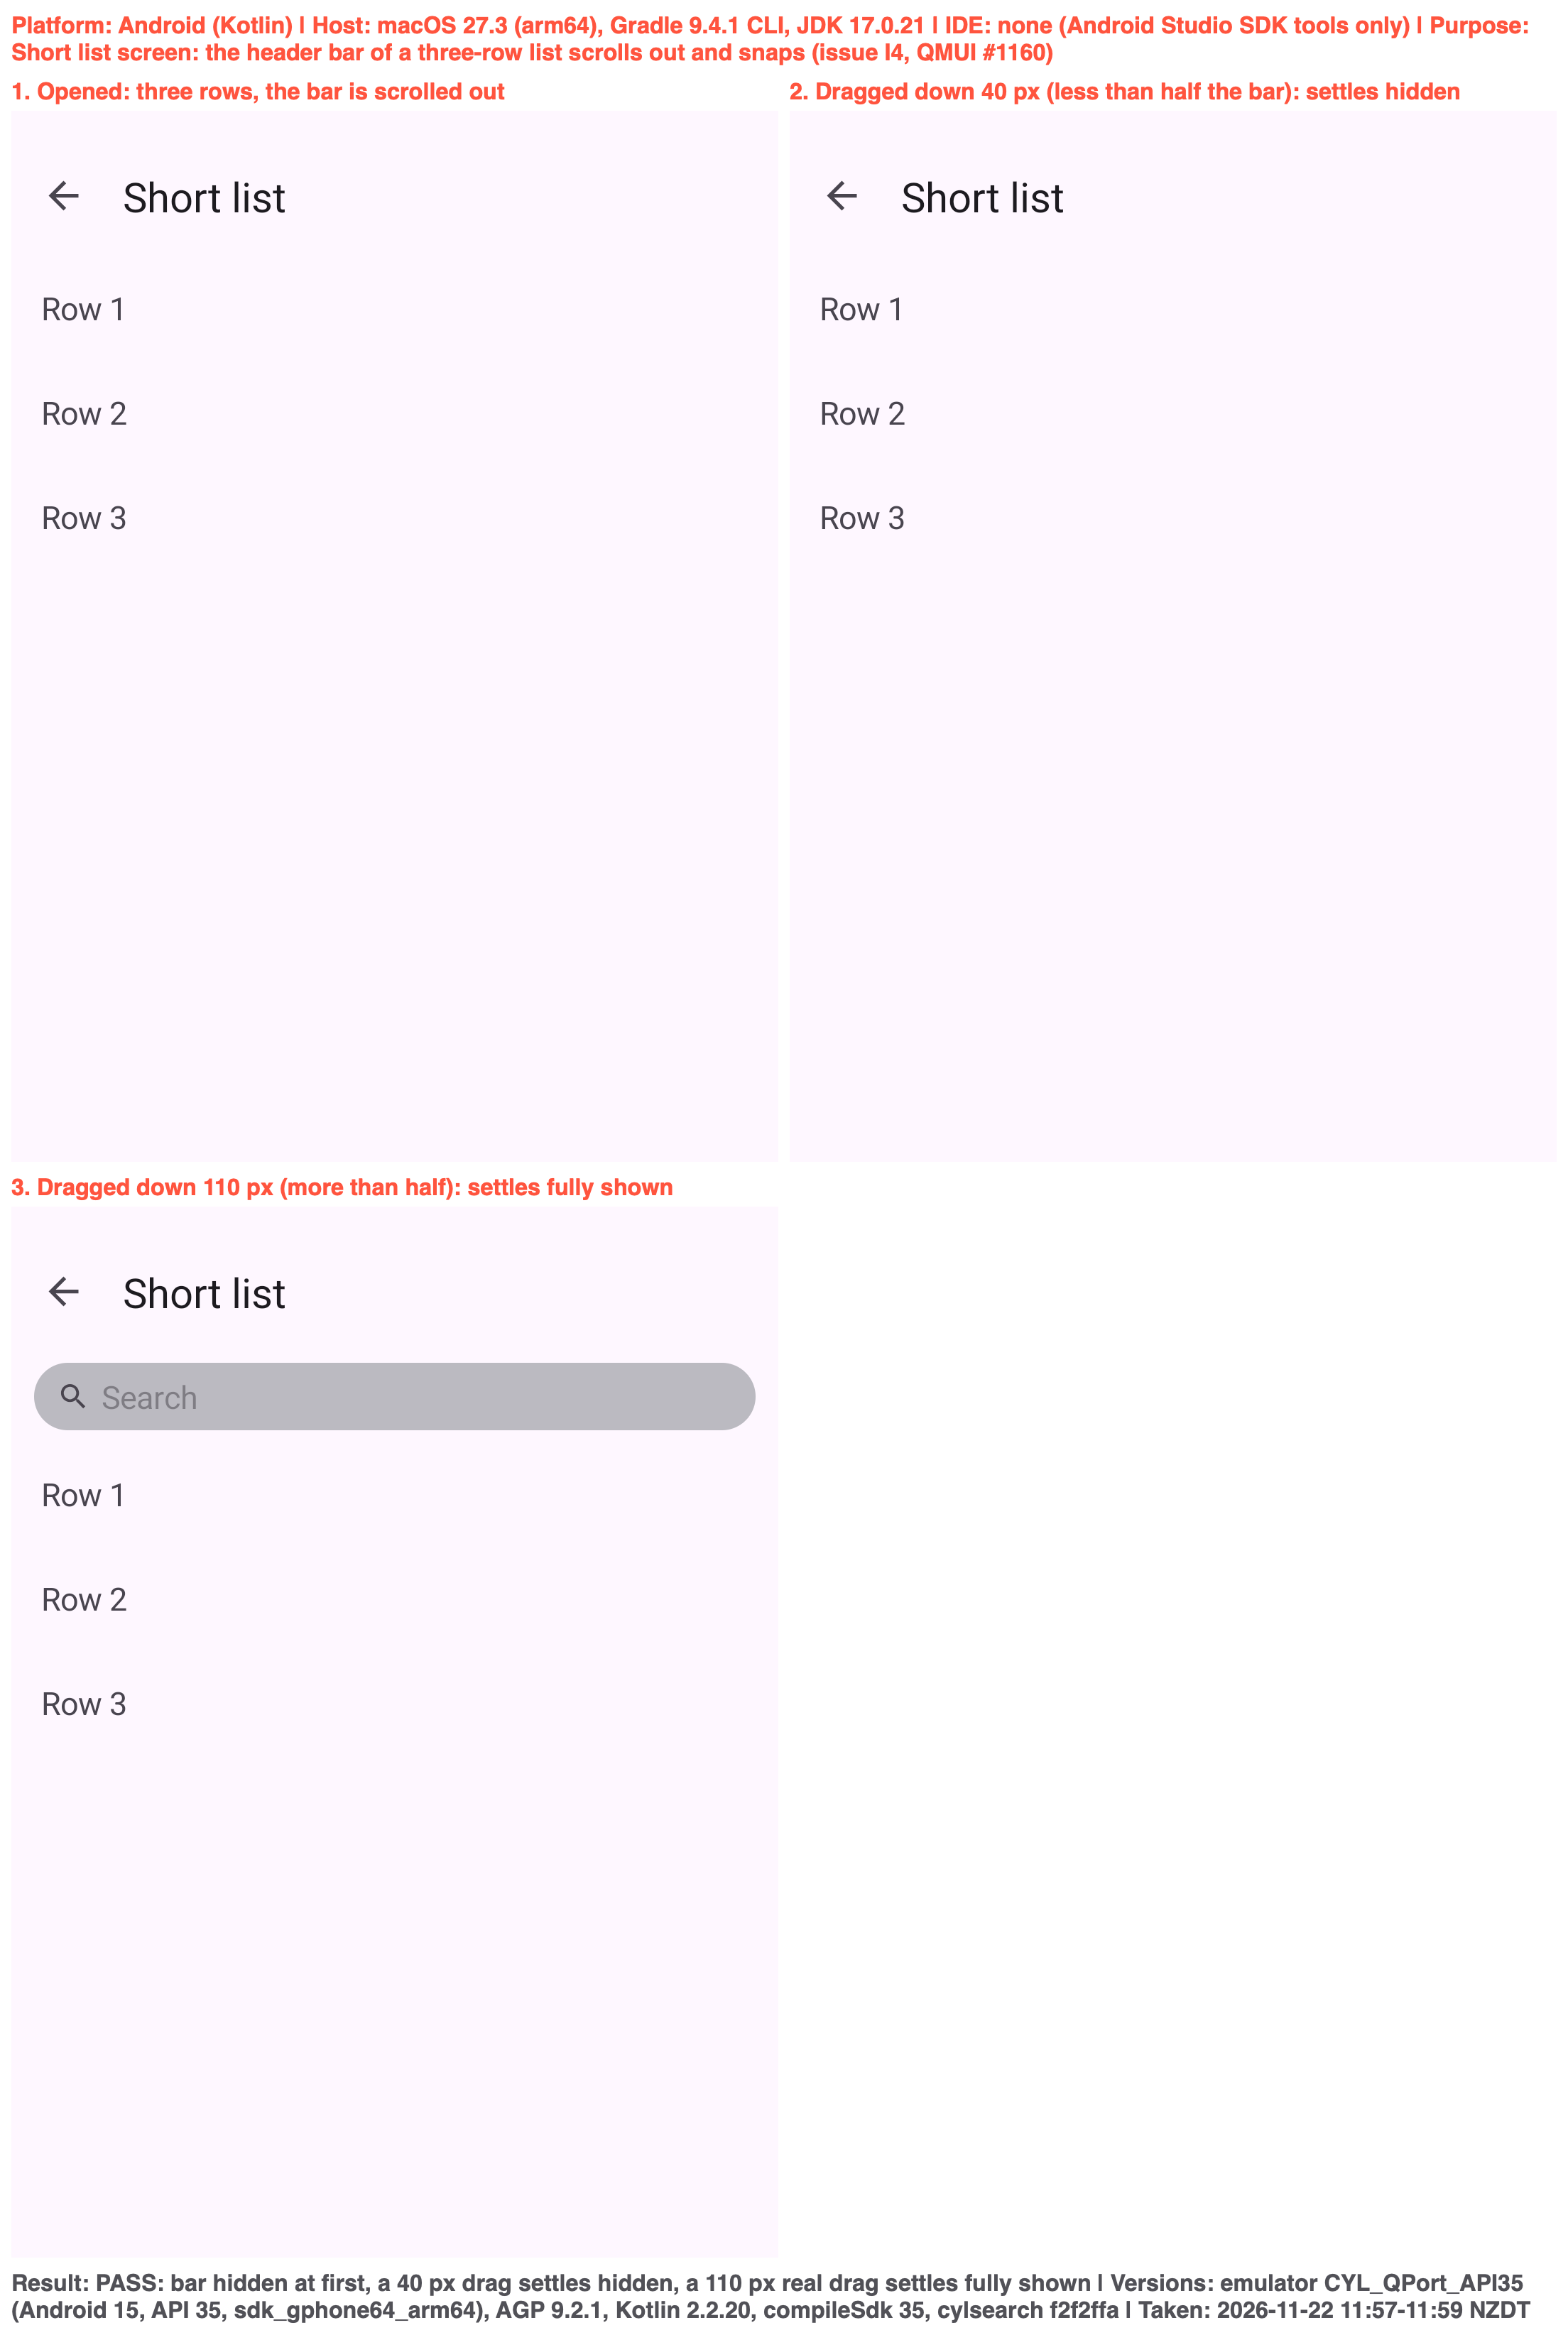 Platform: Android (Kotlin) | Host: macOS 27.3 (arm64), Gradle 9.4.1 CLI, JDK 17.0.21 | IDE: none (Android Studio SDK tools only) | Purpose:
Short list screen: the header bar of a three-row list scrolls out and snaps (issue I4, QMUI #1160)
1. Opened: three rows, the bar is scrolled out
Short list
Row 1
Row 2
Row 3
2. Dragged down 40 px (less than half the bar): settles hidden
Short list
Row 1
Row 2
Row 3
3. Dragged down 110 px (more than half): settles fully shown
Short list
Search
Row 1
Row 2
Row 3
Result: PASS: bar hidden at first, a 40 px drag settles hidden, a 110 px real drag settles fully shown | Versions: emulator CYL_QPort_API35
(Android 15, API 35, sdk_gphone64_arm64), AGP 9.2.1, Kotlin 2.2.20, compileSdk 35, cylsearch f2f2ffa | Taken: 2026-11-22 11:57-11:59 NZDT